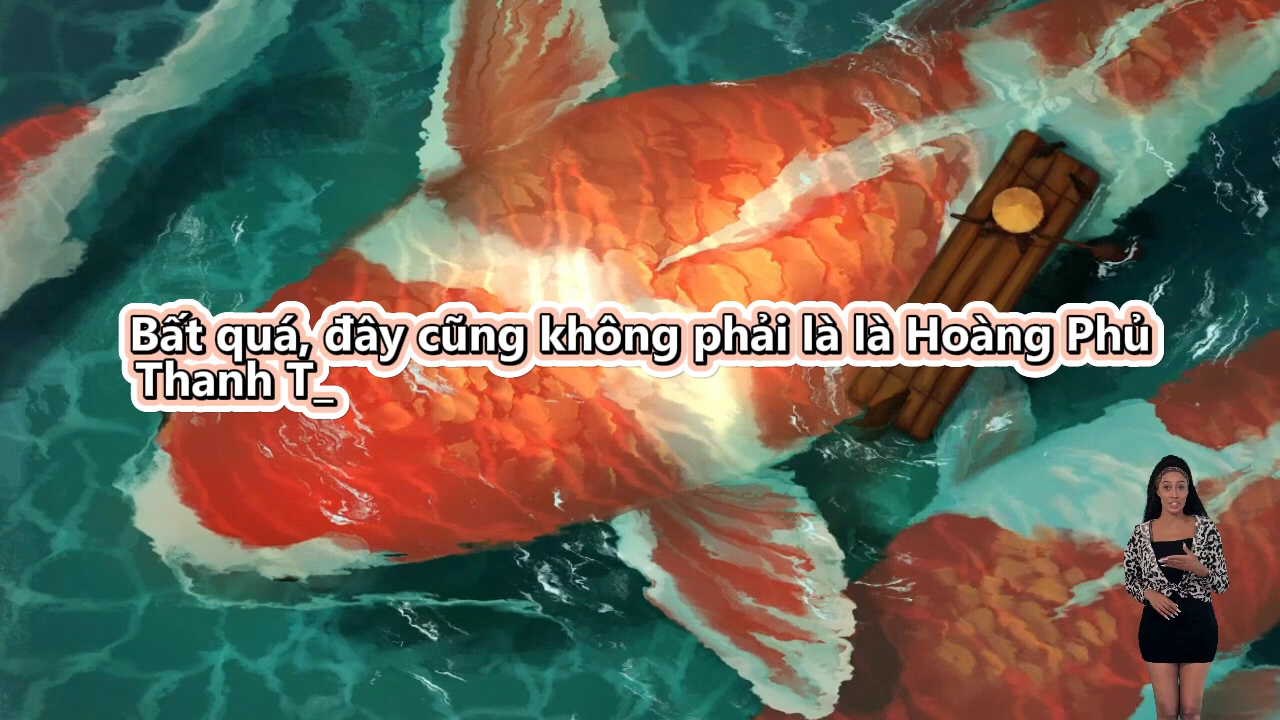 Bất quá, đây cũng không phải là là Hoàng Phủ
Thanh T_